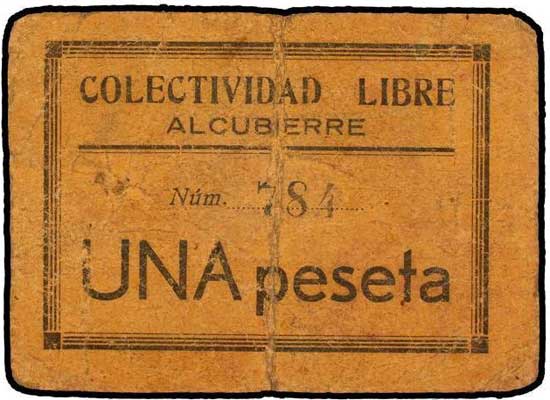 COLECTIVIDAD LIBRE
ALCUBIERRE
Núm. 784
UNA peseta